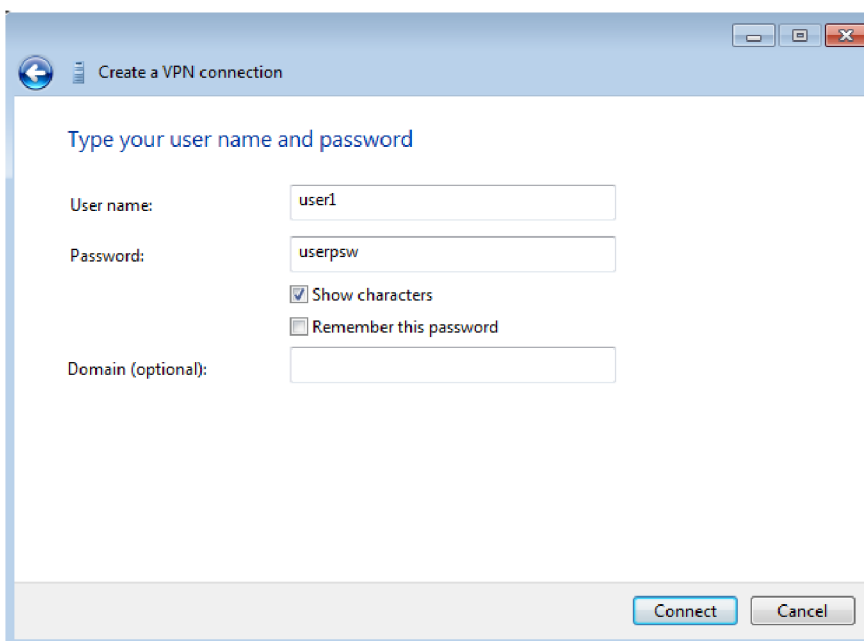 Create a VPN connection
Type your user name and password
User name: user1
Password: userpsw
Show characters
Remember this password
Domain (optional):
Connect Cancel